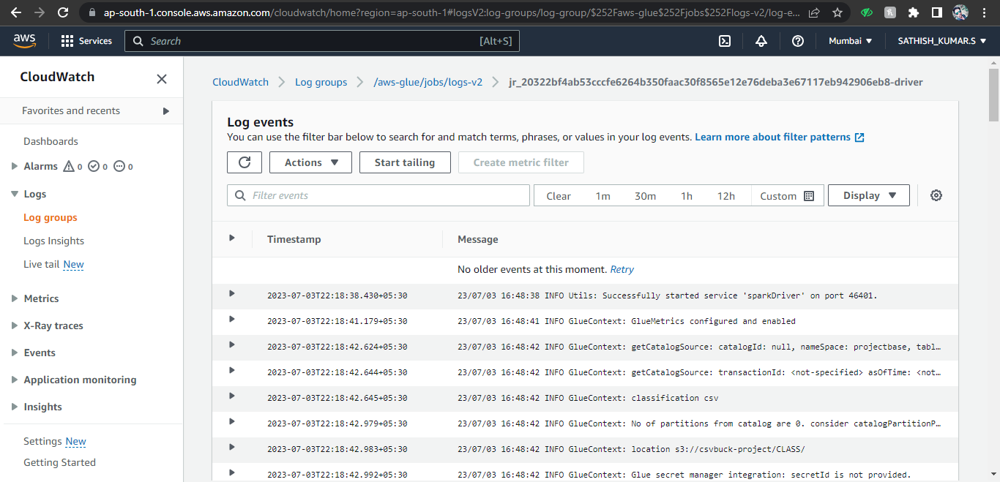 ap-south-1.console.aws.amazon.com/cloudwatch/home?region=ap-south-1#logsV2:log-groups/log-group/$252Faws-glue$252Fjobs$252Flogs-v2/log-e...
aws
Services
Search
[Alt+S]
Mumbai
SATHISH_KUMAR.S
CloudWatch
Favorites and recents
Dashboards
Alarms 0 0 0
Logs
Log groups
Logs Insights
Live tail New
Metrics
X-Ray traces
Events
Application monitoring
Insights
Settings New
Getting Started
CloudWatch
Log groups
/aws-glue/jobs/logs-v2
jr_20322bf4ab53cccfe6264b350faac30f8565e12e76deba3e67117eb942906eb8-driver
Log events
You can use the filter bar below to search for and match terms, phrases, or values in your log events. Learn more about filter patterns
Actions
Start tailing
Create metric filter
Filter events
Clear 1m 30m 1h 12h Custom
Display
Timestamp Message
No older events at this moment. Retry
2023-07-03T22:18:38.430+05:30 23/07/03 16:48:38 INFO Utils: Successfully started service 'sparkDriver' on port 46401.
2023-07-03T22:18:41.179+05:30 23/07/03 16:48:41 INFO GlueContext: GlueMetrics configured and enabled
2023-07-03T22:18:42.624+05:30 23/07/03 16:48:42 INFO GlueContext: getCatalogSource: catalogId: null, nameSpace: projectbase, tabl…
2023-07-03T22:18:42.644+05:30 23/07/03 16:48:42 INFO GlueContext: getCatalogSource: transactionId: <not-specified> asOfTime: <not…
2023-07-03T22:18:42.645+05:30 23/07/03 16:48:42 INFO GlueContext: classification csv
2023-07-03T22:18:42.979+05:30 23/07/03 16:48:42 INFO GlueContext: No of partitions from catalog are 0. consider catalogPartitionP…
2023-07-03T22:18:42.983+05:30 23/07/03 16:48:42 INFO GlueContext: location s3://csvbuck-project/CLASS/
2023-07-03T22:18:42.992+05:30 23/07/03 16:48:42 INFO GlueContext: Glue secret manager integration: secretId is not provided.